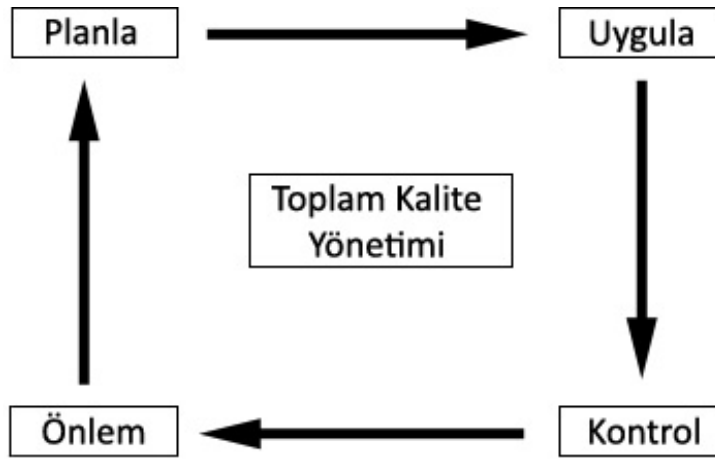 Planla
Uygula
Toplam Kalite
Yönetimi
Önlem
Kontrol